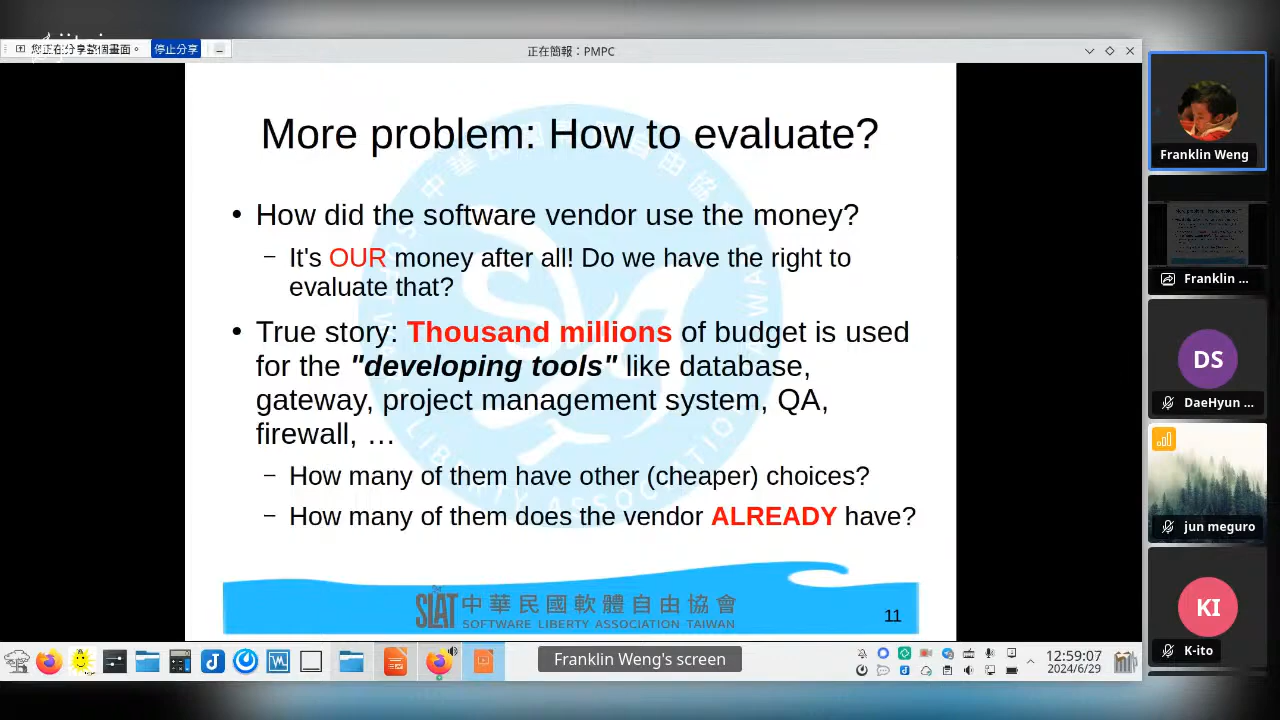 您正在分享整個畫面。
停止分享
正在簡報：PMPC
More problem: How to evaluate?
• How did the software vendor use the money?
– It's OUR money after all! Do we have the right to
evaluate that?
• True story: Thousand millions of budget is used
for the "developing tools" like database,
gateway, project management system, QA,
firewall, …
– How many of them have other (cheaper) choices?
– How many of them does the vendor ALREADY have?
SLAT 中華民國軟體自由協會
SOFTWARE LIBERTY ASSOCIATION TAIWAN
11
Franklin Weng's screen
12:59:07
2024/6/29
Franklin Weng
Franklin ...
DS
DaeHyun ...
jun meguro
KI
K-ito